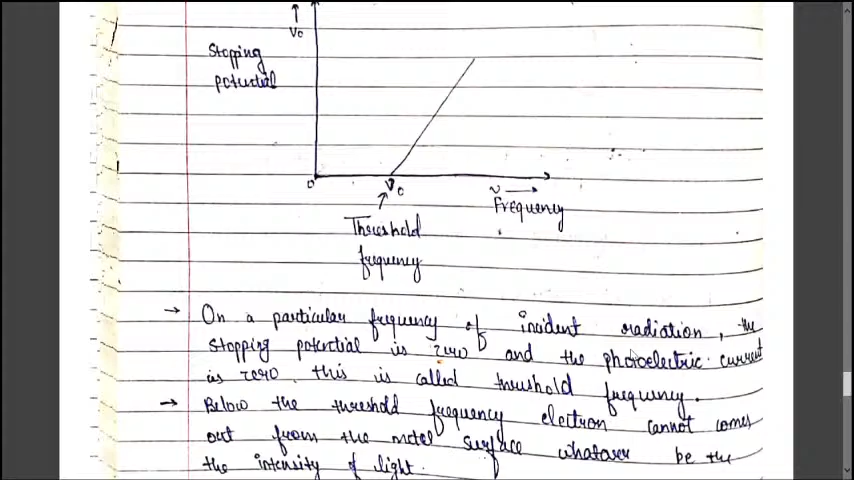 V0
Stopping
potential
0
ν0
ν
Frequency
Threshold
frequency
→ On a particular frequency of incident radiation, the
stopping potential is zero and the photoelectric current
is zero. this is called threshold frequency.
→ Below the threshold frequency electron cannot comes
out from the metal surface whatever be the
the intensity of light.